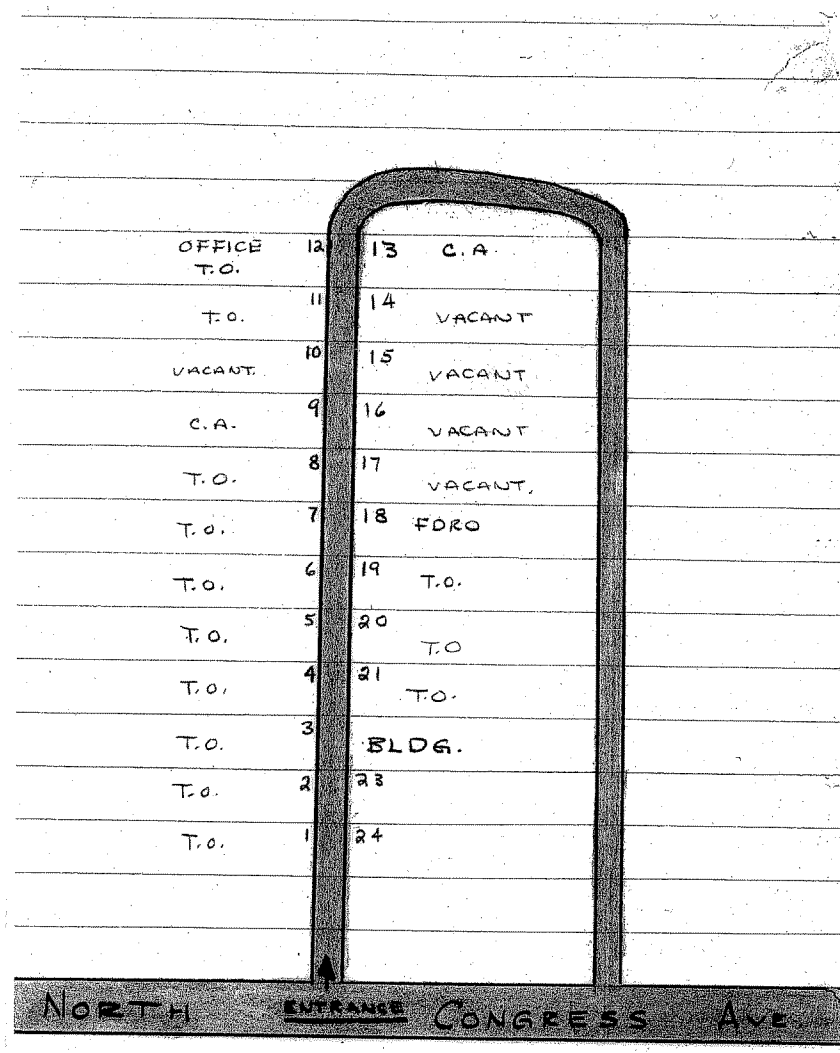 OFFICE 12 13 C.A.
T.O.
T.O. 11 14 VACANT
VACANT. 10 15 VACANT
C.A. 9 16 VACANT
T.O. 8 17 VACANT.
T.O. 7 18 FDRO
T.O. 6 19 T.O.
T.O. 5 20 T.O
T.O. 4 21 T.O.
T.O. 3 BLDG.
T.O. 2 23
T.O. 1 24
NORTH ENTRANCE CONGRESS AVE.